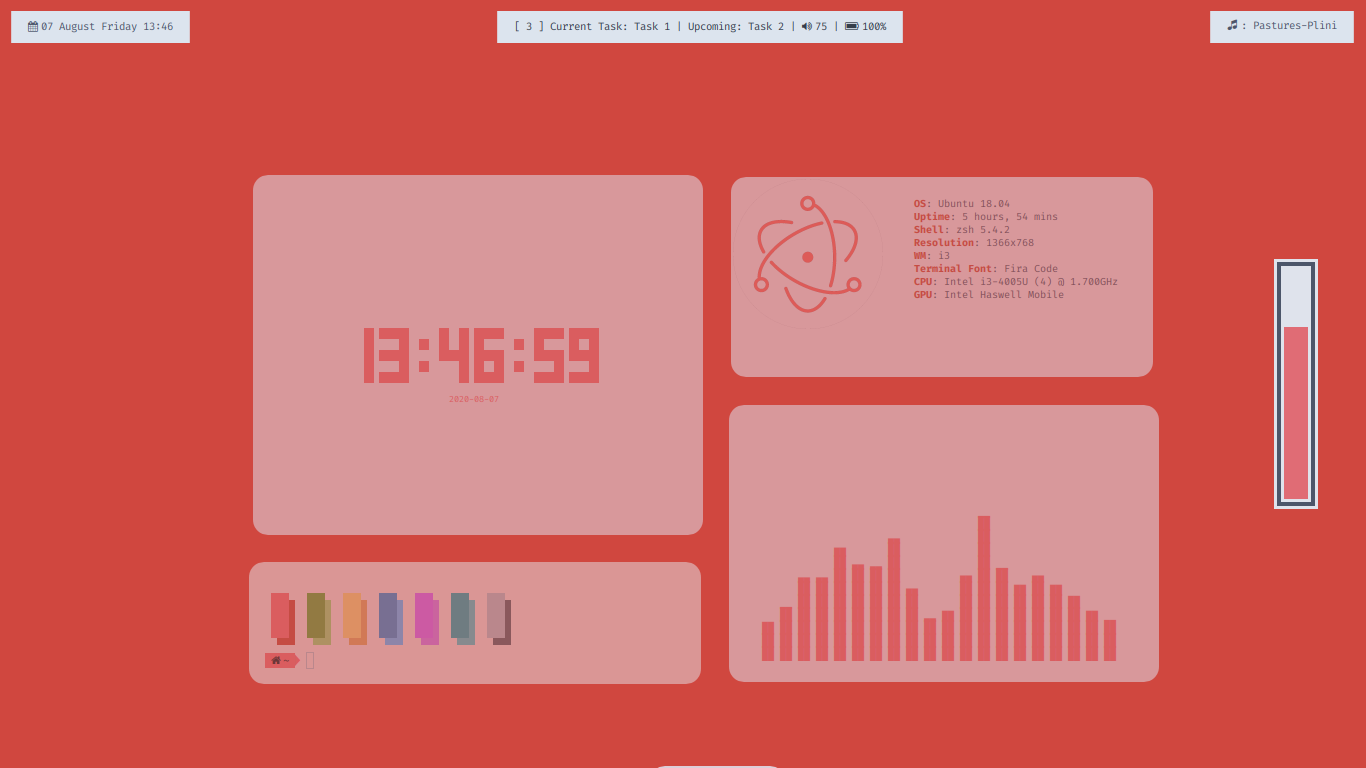 07 August Friday 13:46
[ 3 ] Current Task: Task 1 | Upcoming: Task 2 | 75 | 100%
: Pastures-Plini
13:46:59
2020-08-07
OS: Ubuntu 18.04
Uptime: 5 hours, 54 mins
Shell: zsh 5.4.2
Resolution: 1366x768
WM: i3
Terminal Font: Fira Code
CPU: Intel i3-4005U (4) @ 1.700GHz
GPU: Intel Haswell Mobile
~